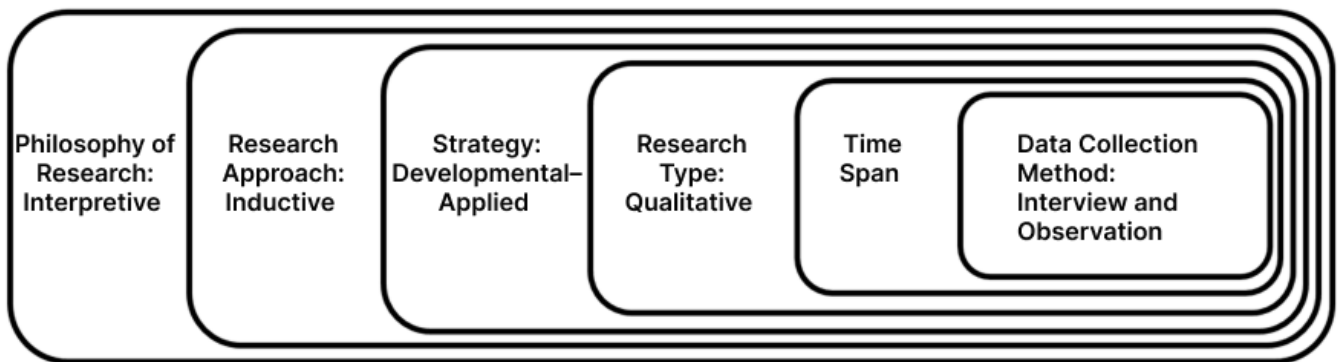 Philosophy of
Research:
Interpretive
Research
Approach:
Inductive
Strategy:
Developmental–
Applied
Research
Type:
Qualitative
Time
Span
Data Collection
Method:
Interview and
Observation